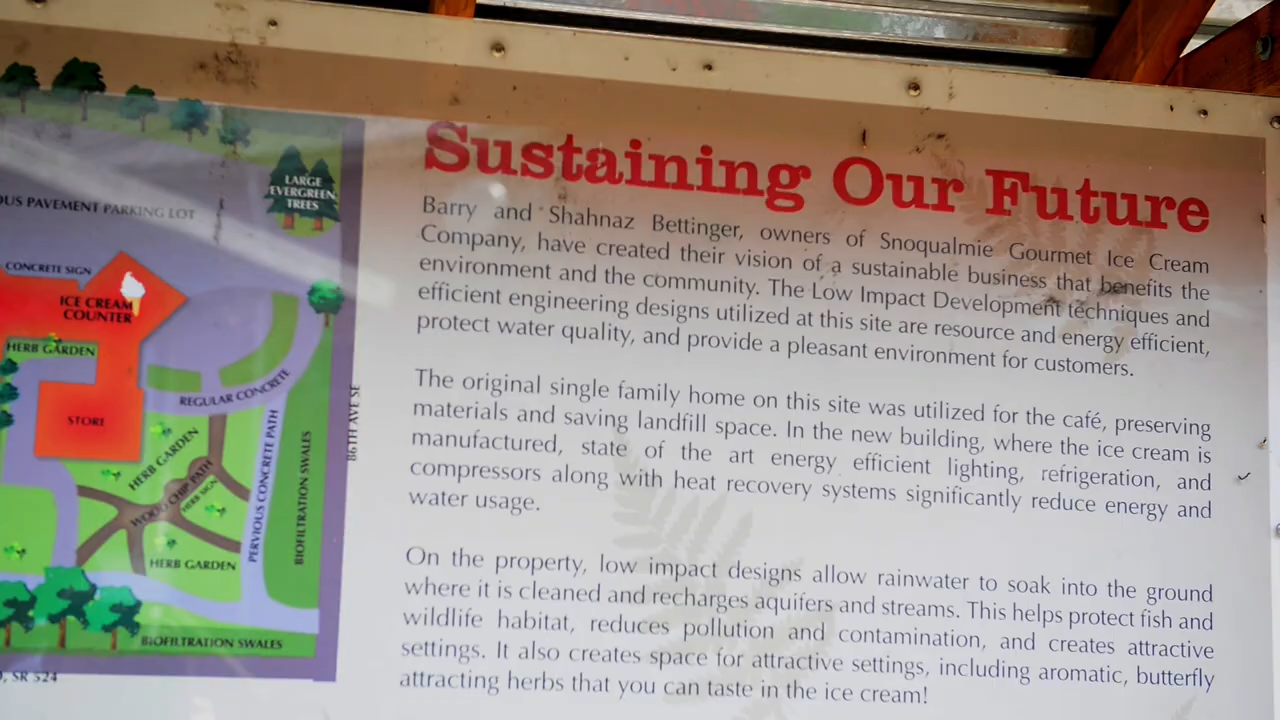 Sustaining Our Future
Barry and Shahnaz Bettinger, owners of Snoqualmie Gourmet Ice Cream
Company, have created their vision of a sustainable business that benefits the
environment and the community. The Low Impact Development techniques and
efficient engineering designs utilized at this site are resource and energy efficient,
protect water quality, and provide a pleasant environment for customers.
The original single family home on this site was utilized for the café, preserving
materials and saving landfill space. In the new building, where the ice cream is
manufactured, state of the art energy efficient lighting, refrigeration, and
compressors along with heat recovery systems significantly reduce energy and
water usage.
On the property, low impact designs allow rainwater to soak into the ground
where it is cleaned and recharges aquifers and streams. This helps protect fish and
wildlife habitat, reduces pollution and contamination, and creates attractive
settings. It also creates space for attractive settings, including aromatic, butterfly
attracting herbs that you can taste in the ice cream!
LARGE
EVERGREEN
TREES
PAVEMENT PARKING LOT
CONCRETE SIGN
ICE CREAM
COUNTER
HERB GARDEN
STORE
REGULAR CONCRETE
86TH AVE SE
HERB GARDEN
WOOD CHIP PATH
HERB SIGN
PERVIOUS CONCRETE PATH
BIOFILTRATION SWALES
HERB GARDEN
BIOFILTRATION SWALES
SR 524